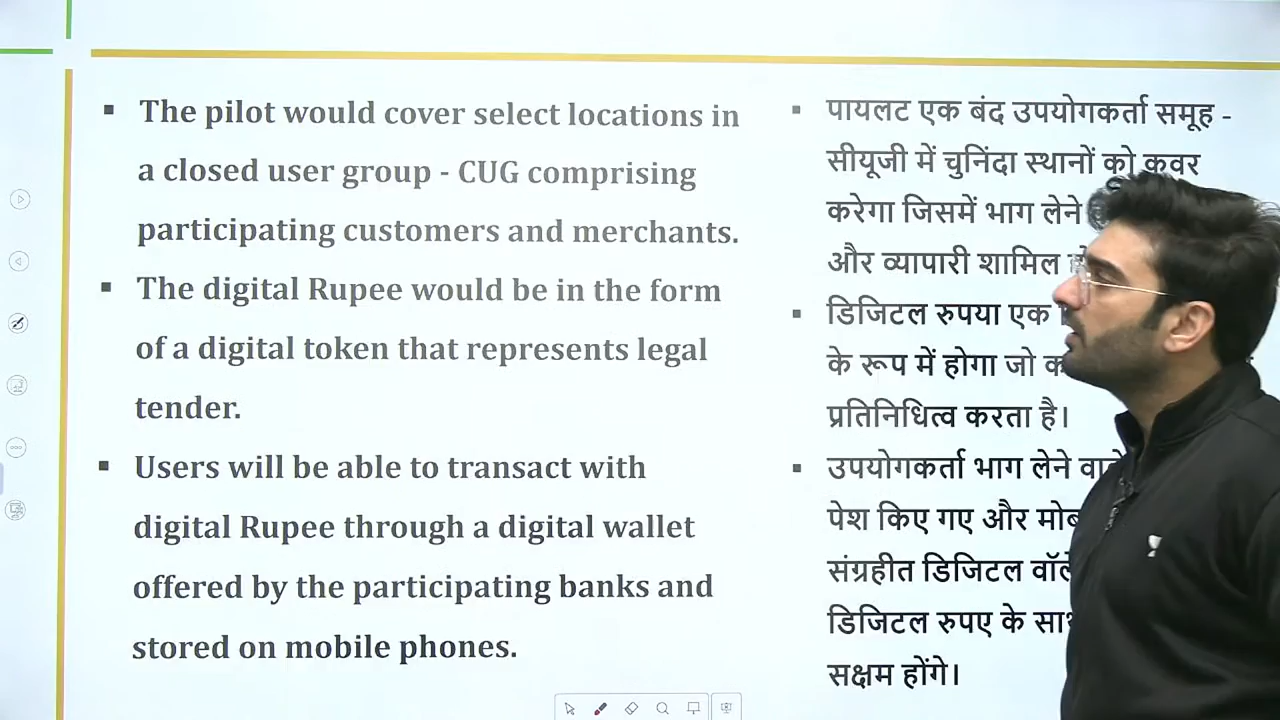 ▪ The pilot would cover select locations in
a closed user group - CUG comprising
participating customers and merchants.
▪ The digital Rupee would be in the form
of a digital token that represents legal
tender.
▪ Users will be able to transact with
digital Rupee through a digital wallet
offered by the participating banks and
stored on mobile phones.
▪ पायलट एक बंद उपयोगकर्ता समूह -
सीयूजी में चुनिंदा स्थानों को कवर
करेगा जिसमें भाग लेने
और व्यापारी शामिल
▪ डिजिटल रुपया एक
के रूप में होगा जो
प्रतिनिधित्व करता है।
▪ उपयोगकर्ता भाग लेने
पेश किए गए और
संग्रहीत डिजिटल
डिजिटल रुपए के
सक्षम होंगे।